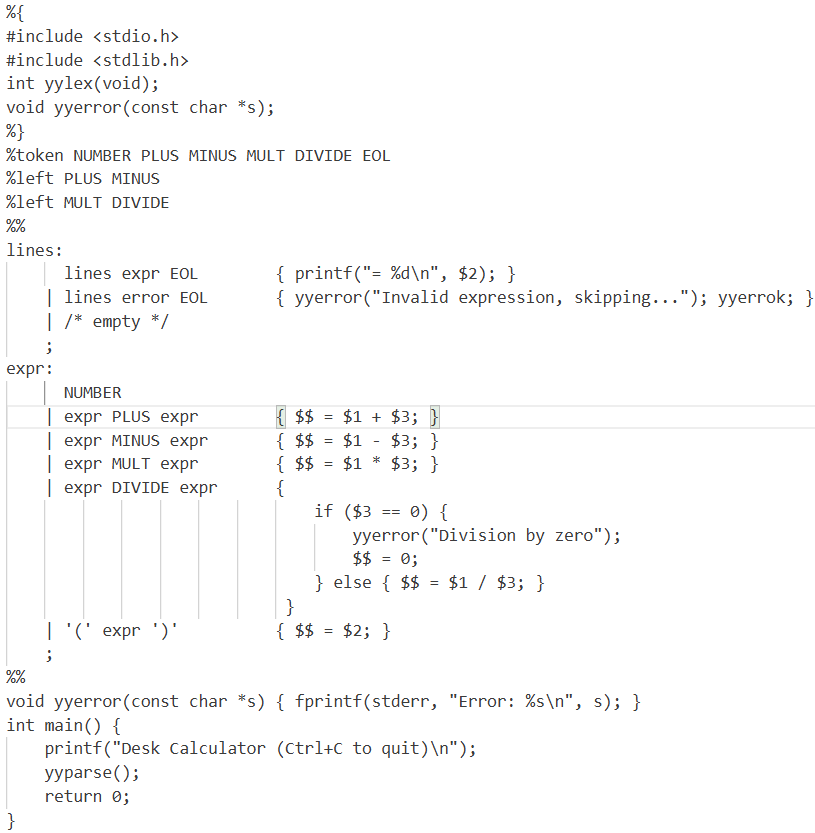 %{
#include <stdio.h>
#include <stdlib.h>
int yylex(void);
void yyerror(const char *s);
%}
%token NUMBER PLUS MINUS MULT DIVIDE EOL
%left PLUS MINUS
%left MULT DIVIDE
%%
lines:
      lines expr EOL        { printf("= %d\n", $2); }
    | lines error EOL       { yyerror("Invalid expression, skipping..."); yyerrok; }
    | /* empty */
    ;
expr:
      NUMBER
    | expr PLUS expr        { $$ = $1 + $3; }
    | expr MINUS expr       { $$ = $1 - $3; }
    | expr MULT expr        { $$ = $1 * $3; }
    | expr DIVIDE expr      {
                                if ($3 == 0) {
                                    yyerror("Division by zero");
                                    $$ = 0;
                                } else { $$ = $1 / $3; }
                             }
    | '(' expr ')'          { $$ = $2; }
    ;
%%
void yyerror(const char *s) { fprintf(stderr, "Error: %s\n", s); }
int main() {
    printf("Desk Calculator (Ctrl+C to quit)\n");
    yyparse();
    return 0;
}